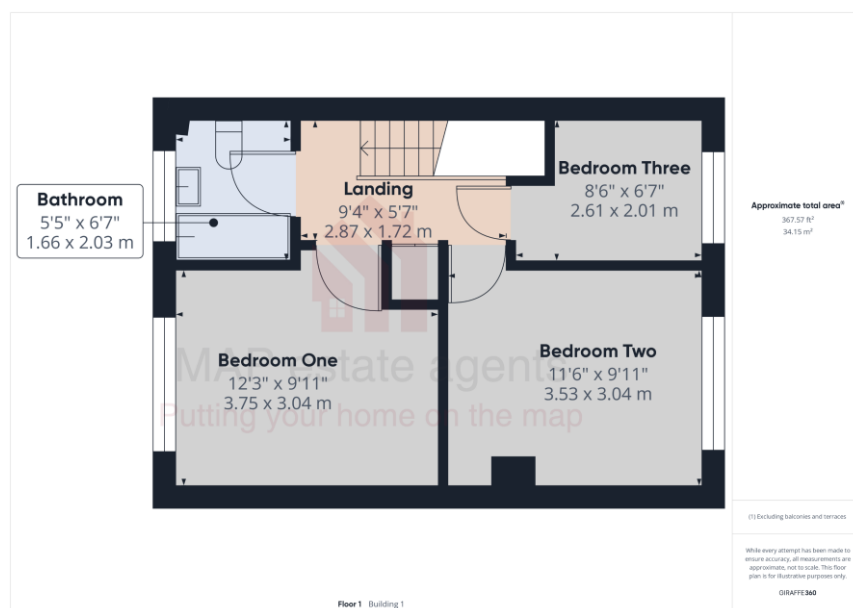 Bathroom
5'5" x 6'7"
1.66 x 2.03 m
Landing
9'4" x 5'7"
2.87 x 1.72 m
Bedroom Three
8'6" x 6'7"
2.61 x 2.01 m
Bedroom One
12'3" x 9'11"
3.75 x 3.04 m
Bedroom Two
11'6" x 9'11"
3.53 x 3.04 m
MAP estate agents
Putting your home on the map
Approximate total area⁽¹⁾
367.57 ft²
34.15 m²
(1) Excluding balconies and terraces
While every attempt has been made to
ensure accuracy, all measurements are
approximate, not to scale. This floor
plan is for illustrative purposes only.
GIRAFFE360
Floor 1 Building 1